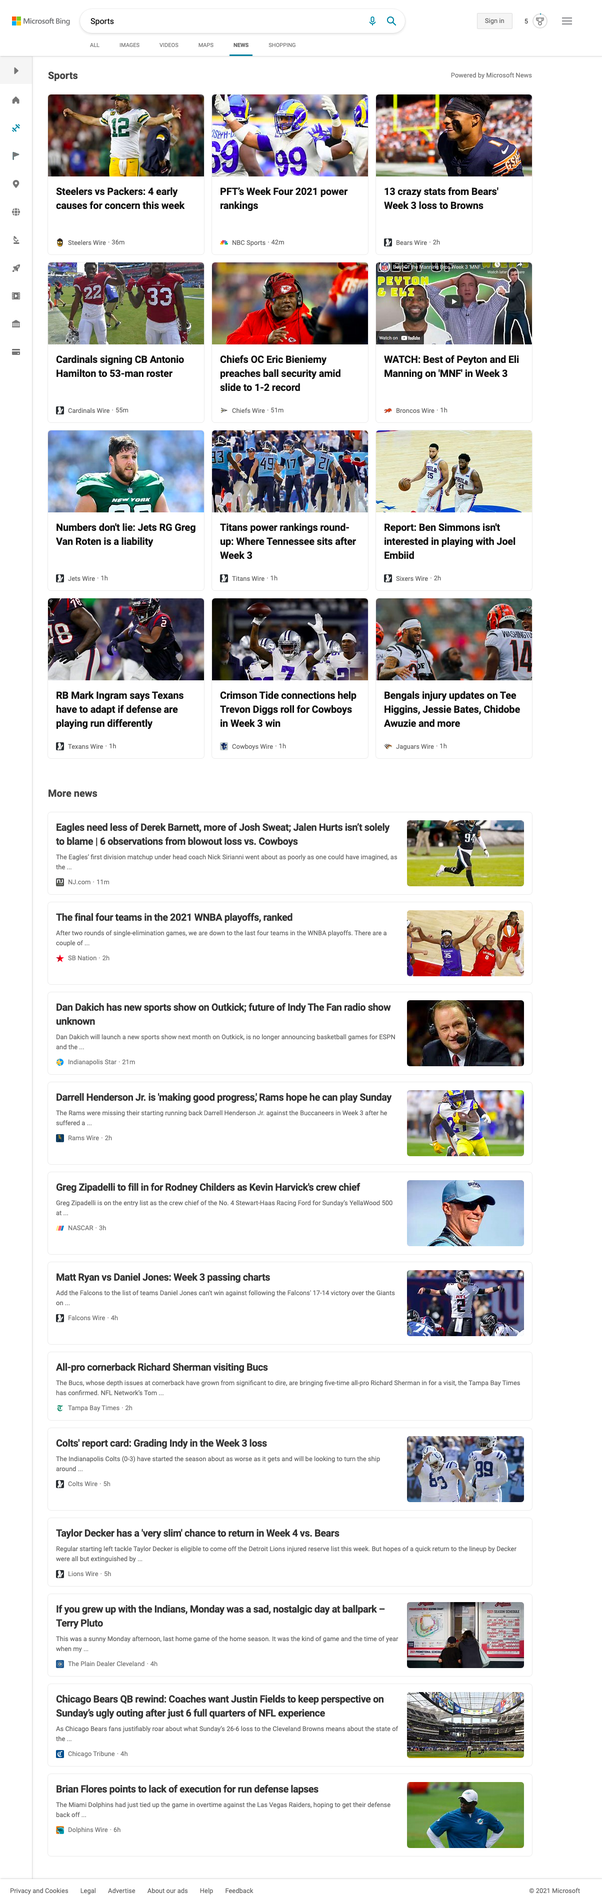 Microsoft Bing
Sports
Sign in
5
ALL
IMAGES
VIDEOS
MAPS
NEWS
SHOPPING
Sports
Powered by Microsoft News
Steelers vs Packers: 4 early
causes for concern this week
Steelers Wire · 36m
PFT's Week Four 2021 power
rankings
NBC Sports · 42m
13 crazy stats from Bears'
Week 3 loss to Browns
Bears Wire · 2h
Cardinals signing CB Antonio
Hamilton to 53-man roster
Cardinals Wire · 55m
Chiefs OC Eric Bieniemy
preaches ball security amid
slide to 1-2 record
Chiefs Wire · 51m
PEYTON
& ELI
Watch on YouTube
WATCH: Best of Peyton and Eli
Manning on 'MNF' in Week 3
Broncos Wire · 1h
NEW YORK
Numbers don't lie: Jets RG Greg
Van Roten is a liability
Jets Wire · 1h
Titans power rankings round-
up: Where Tennessee sits after
Week 3
Titans Wire · 1h
Report: Ben Simmons isn't
interested in playing with Joel
Embiid
Sixers Wire · 2h
RB Mark Ingram says Texans
have to adapt if defense are
playing run differently
Texans Wire · 1h
Crimson Tide connections help
Trevon Diggs roll for Cowboys
in Week 3 win
Cowboys Wire · 1h
Bengals injury updates on Tee
Higgins, Jessie Bates, Chidobe
Awuzie and more
Jaguars Wire · 1h
More news
Eagles need less of Derek Barnett, more of Josh Sweat; Jalen Hurts isn't solely
to blame | 6 observations from blowout loss vs. Cowboys
The Eagles' first division matchup under head coach Nick Sirianni went about as poorly as one could have imagined, as
the ...
NJ.com · 11m
The final four teams in the 2021 WNBA playoffs, ranked
After two rounds of single-elimination games, we are down to the last four teams in the WNBA playoffs. There are a
couple of ...
SB Nation · 2h
Dan Dakich has new sports show on Outkick; future of Indy The Fan radio show
unknown
Dan Dakich will launch a new sports show next month on Outkick, is no longer announcing basketball games for ESPN
and the ...
Indianapolis Star · 21m
Darrell Henderson Jr. is 'making good progress,' Rams hope he can play Sunday
The Rams were missing their starting running back Darrell Henderson Jr. against the Buccaneers in Week 3 after he
suffered a ...
Rams Wire · 2h
Greg Zipadelli to fill in for Rodney Childers as Kevin Harvick's crew chief
Greg Zipadelli is on the entry list as the crew chief of the No. 4 Stewart-Haas Racing Ford for Sunday's YellaWood 500
at ...
NASCAR · 3h
Matt Ryan vs Daniel Jones: Week 3 passing charts
Add the Falcons to the list of teams Daniel Jones can't win against following the Falcons' 17-14 victory over the Giants
on ...
Falcons Wire · 4h
All-pro cornerback Richard Sherman visiting Bucs
The Bucs, whose depth issues at cornerback have grown from significant to dire, are bringing five-time all-pro Richard Sherman in for a visit, the Tampa Bay Times
has confirmed. NFL Network's Tom ...
Tampa Bay Times · 2h
Colts' report card: Grading Indy in the Week 3 loss
The Indianapolis Colts (0-3) have started the season about as worse as it gets and will be looking to turn the ship
around ...
Colts Wire · 5h
Taylor Decker has a 'very slim' chance to return in Week 4 vs. Bears
Regular starting left tackle Taylor Decker is eligible to come off the Detroit Lions injured reserve list this week. But hopes of a quick return to the lineup by Decker
were all but extinguished by ...
Lions Wire · 5h
If you grew up with the Indians, Monday was a sad, nostalgic day at ballpark –
Terry Pluto
This was a sunny Monday afternoon, last home game of the home season. It was the kind of game and the time of year
when my ...
The Plain Dealer Cleveland · 4h
Chicago Bears QB rewind: Coaches want Justin Fields to keep perspective on
Sunday's ugly outing after just 6 full quarters of NFL experience
As Chicago Bears fans justifiably roar about what Sunday's 26-6 loss to the Cleveland Browns means about the state of
the ...
Chicago Tribune · 4h
Brian Flores points to lack of execution for run defense lapses
The Miami Dolphins had just tied up the game in overtime against the Las Vegas Raiders, hoping to get their defense
back off ...
Dolphins Wire · 6h
Privacy and Cookies
Legal
Advertise
About our ads
Help
Feedback
© 2021 Microsoft